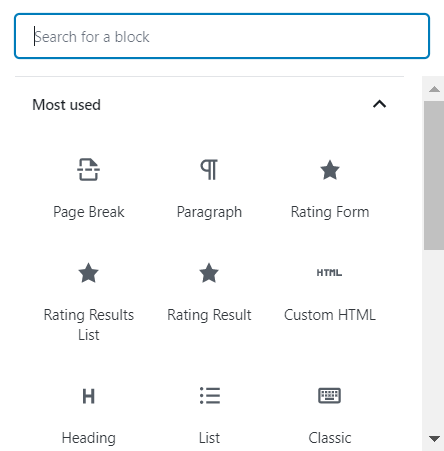 Search for a block
Most used
Page Break
Paragraph
Rating Form
Rating Results
List
Rating Result
HTML
Custom HTML
H
Heading
List
Classic